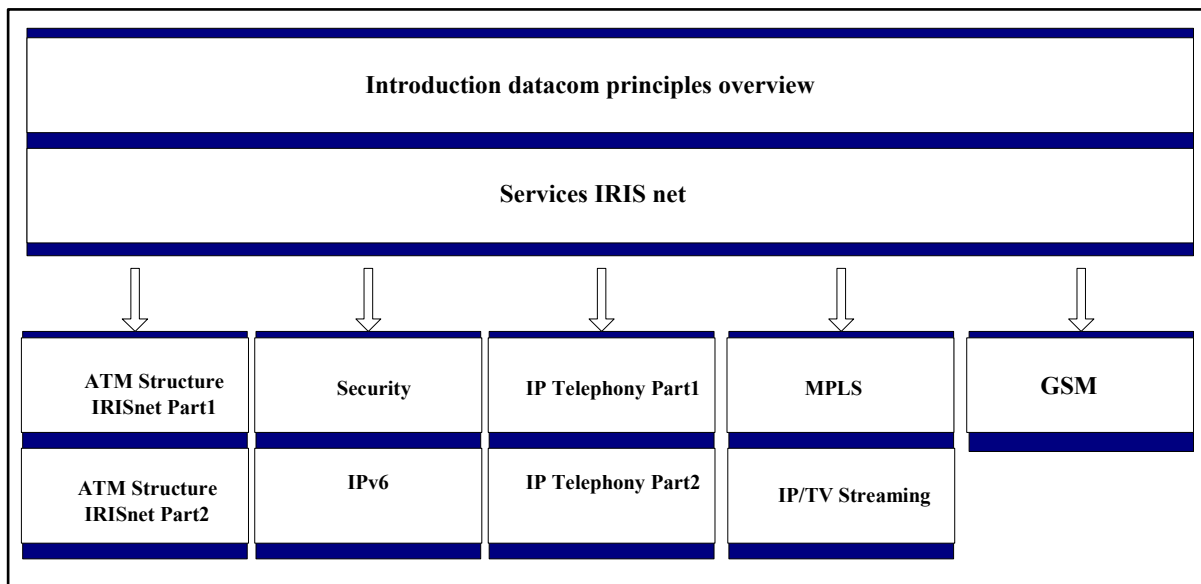 Introduction datacom principles overview
Services IRIS net
ATM Structure
IRISnet Part1
Security
IP Telephony Part1
MPLS
GSM
ATM Structure
IRISnet Part2
IPv6
IP Telephony Part2
IP/TV Streaming